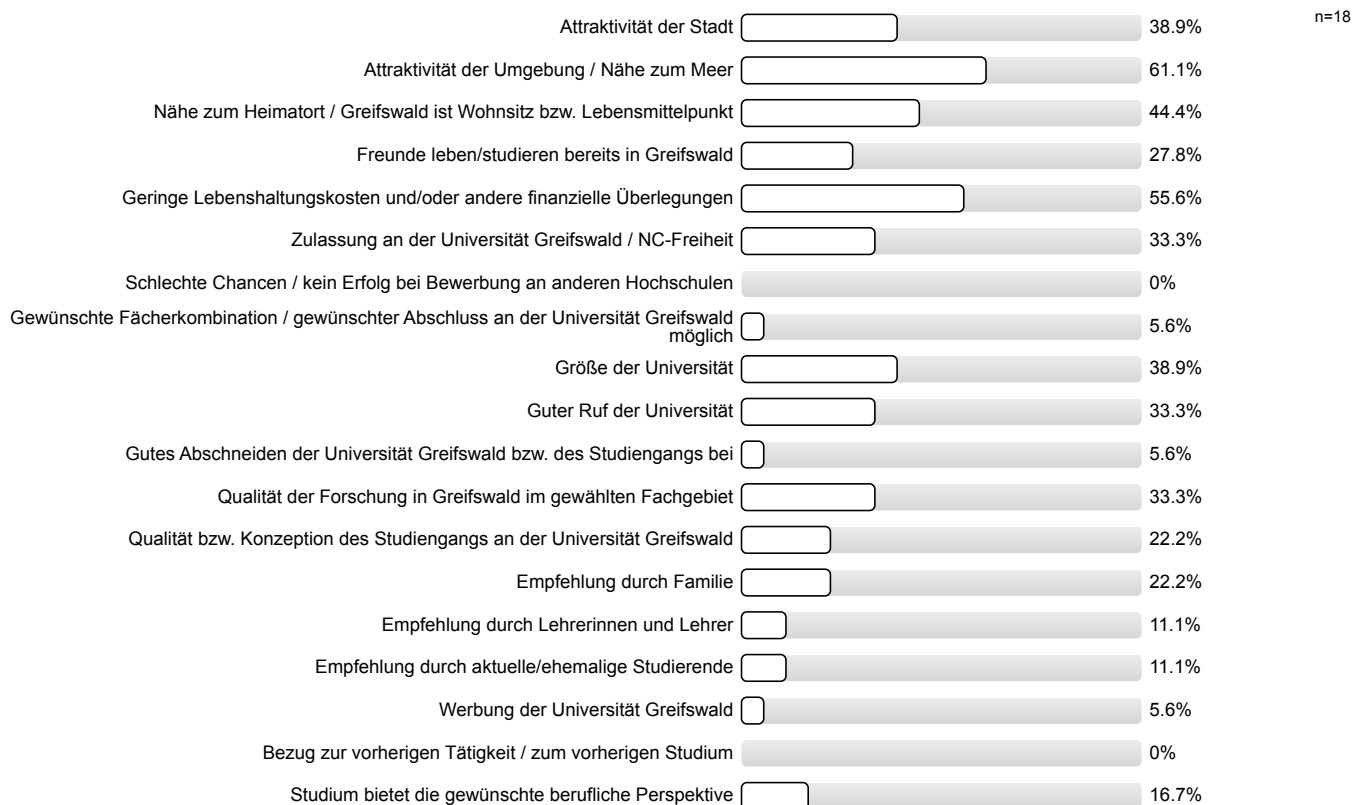 n=18
Attraktivität der Stadt 38.9%
Attraktivität der Umgebung / Nähe zum Meer 61.1%
Nähe zum Heimatort / Greifswald ist Wohnsitz bzw. Lebensmittelpunkt 44.4%
Freunde leben/studieren bereits in Greifswald 27.8%
Geringe Lebenshaltungskosten und/oder andere finanzielle Überlegungen 55.6%
Zulassung an der Universität Greifswald / NC-Freiheit 33.3%
Schlechte Chancen / kein Erfolg bei Bewerbung an anderen Hochschulen 0%
Gewünschte Fächerkombination / gewünschter Abschluss an der Universität Greifswald
möglich 5.6%
Größe der Universität 38.9%
Guter Ruf der Universität 33.3%
Gutes Abschneiden der Universität Greifswald bzw. des Studiengangs bei 5.6%
Qualität der Forschung in Greifswald im gewählten Fachgebiet 33.3%
Qualität bzw. Konzeption des Studiengangs an der Universität Greifswald 22.2%
Empfehlung durch Familie 22.2%
Empfehlung durch Lehrerinnen und Lehrer 11.1%
Empfehlung durch aktuelle/ehemalige Studierende 11.1%
Werbung der Universität Greifswald 5.6%
Bezug zur vorherigen Tätigkeit / zum vorherigen Studium 0%
Studium bietet die gewünschte berufliche Perspektive 16.7%